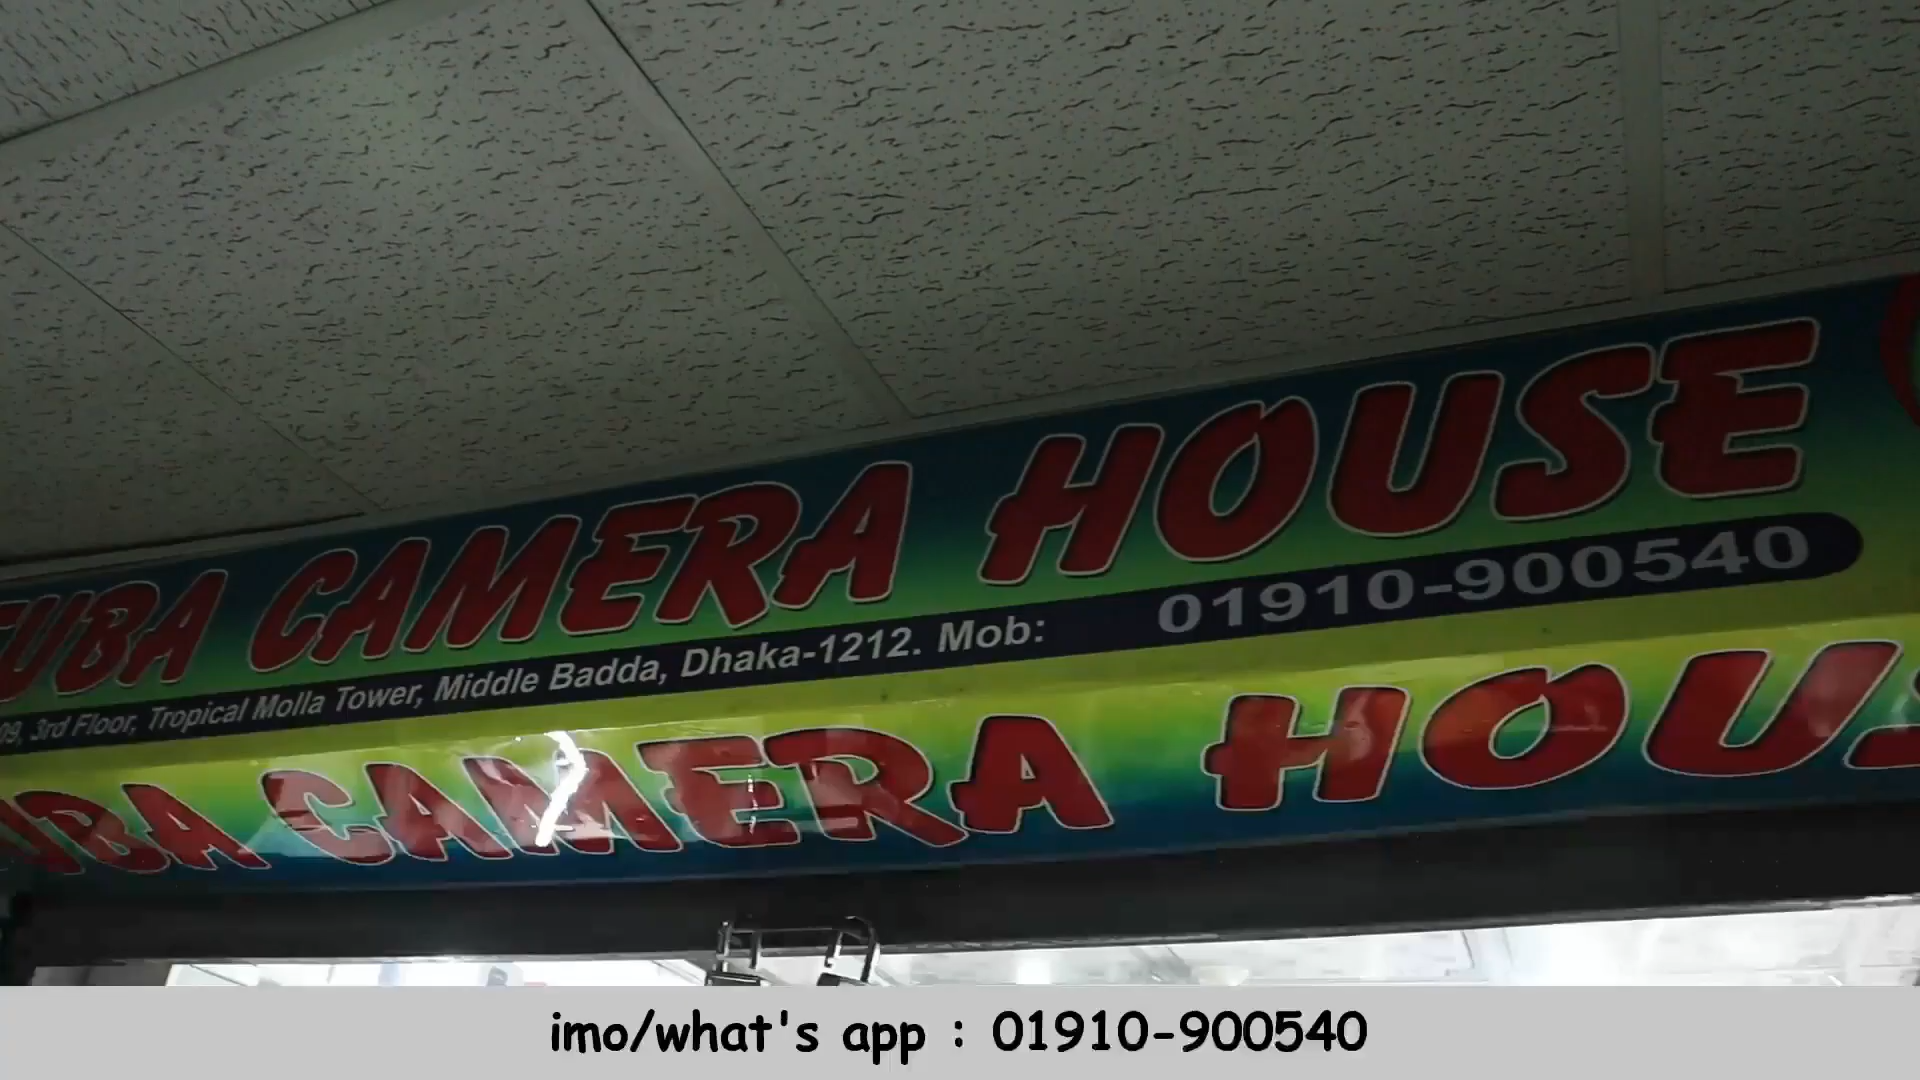 CAMERA HOUSE
3rd Floor, Tropical Molla Tower, Middle Badda, Dhaka-1212. Mob: 01910-900540
CAMERA
imo/what's app : 01910-900540